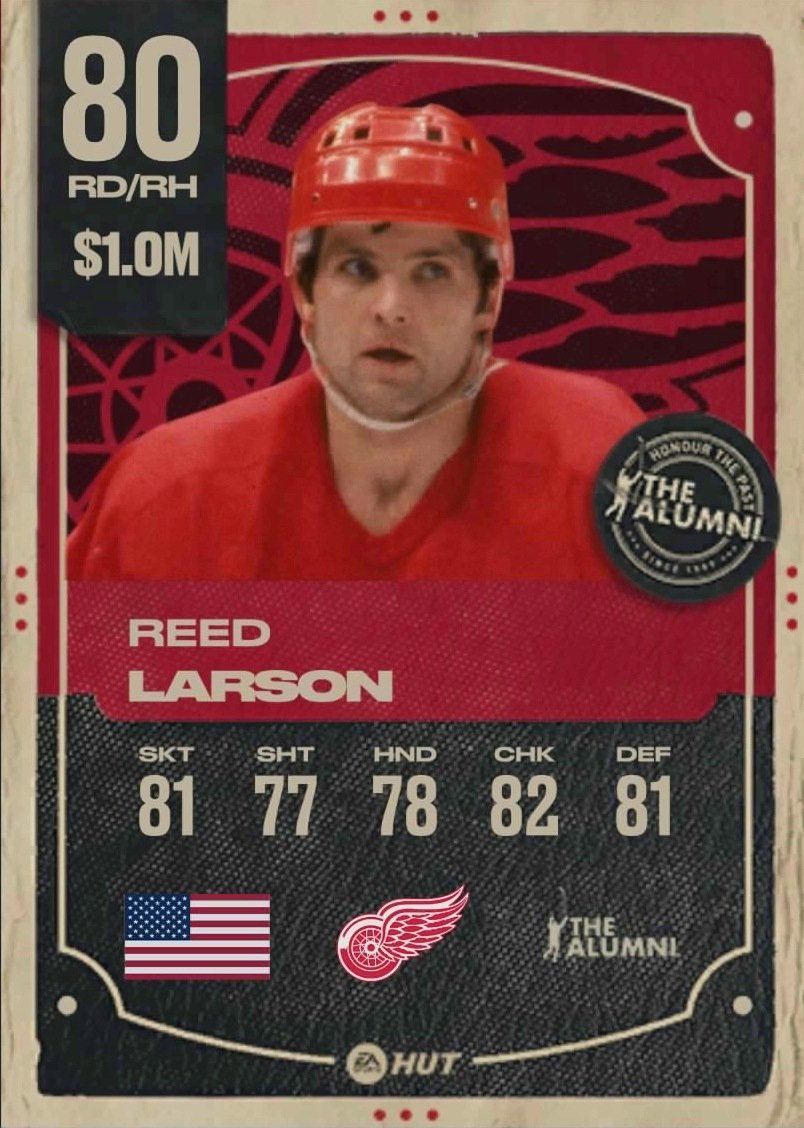 80
RD/RH
$1.0M
HONOUR THE PAST
THE
ALUMNI
REED
LARSON
SKT SHT HND CHK DEF
81 77 78 82 81
THE
ALUMNI
EA
HUT